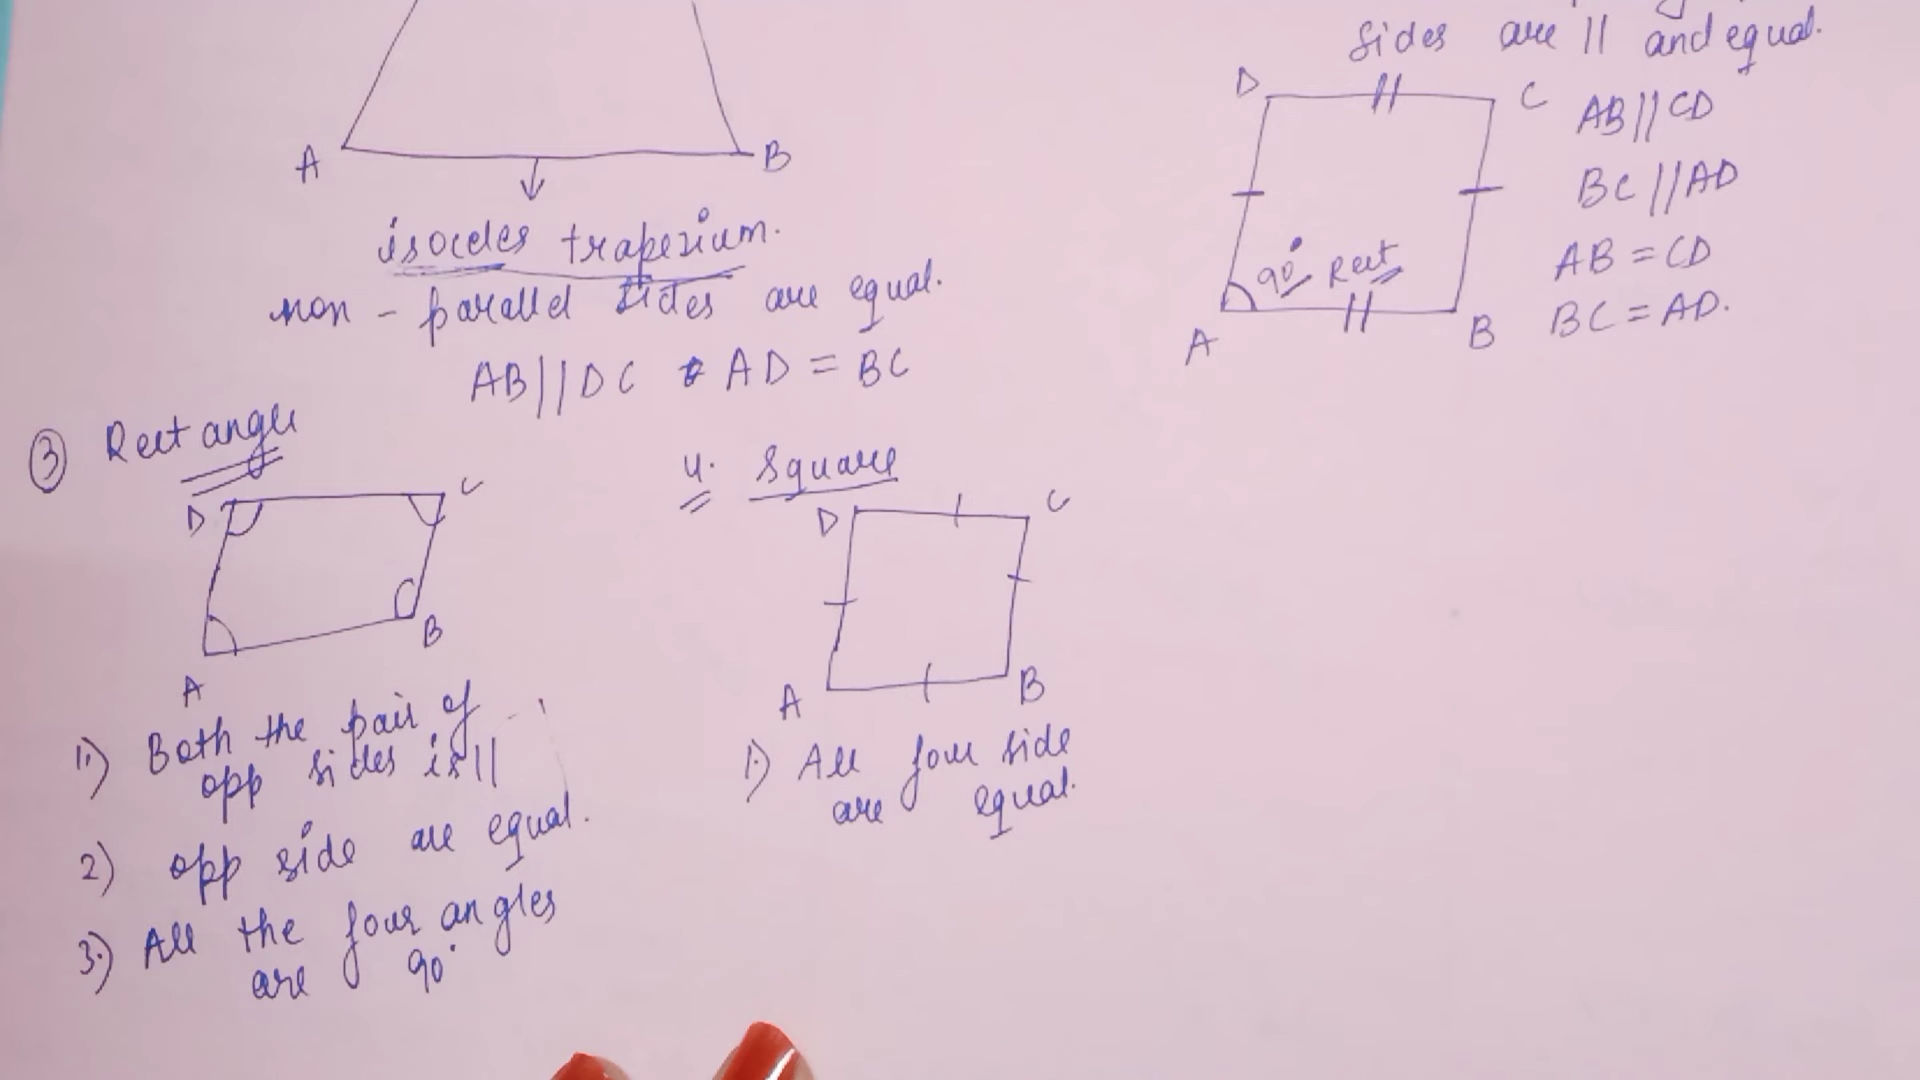 A
B
isoceles trapezium.
non - parallel sides are equal.
AB||DC AD = BC
sides are || and equal.
D
C
AB||CD
BC||AD
AB = CD
BC = AD.
90° Rect
A
B
③ Rectangle
D
C
A
B
1.) Both the pair of
opp sides is ||
2) opp side are equal.
3.) All the four angles
are 90°
4. Square
D
C
A
B
1.) All four side
are equal.